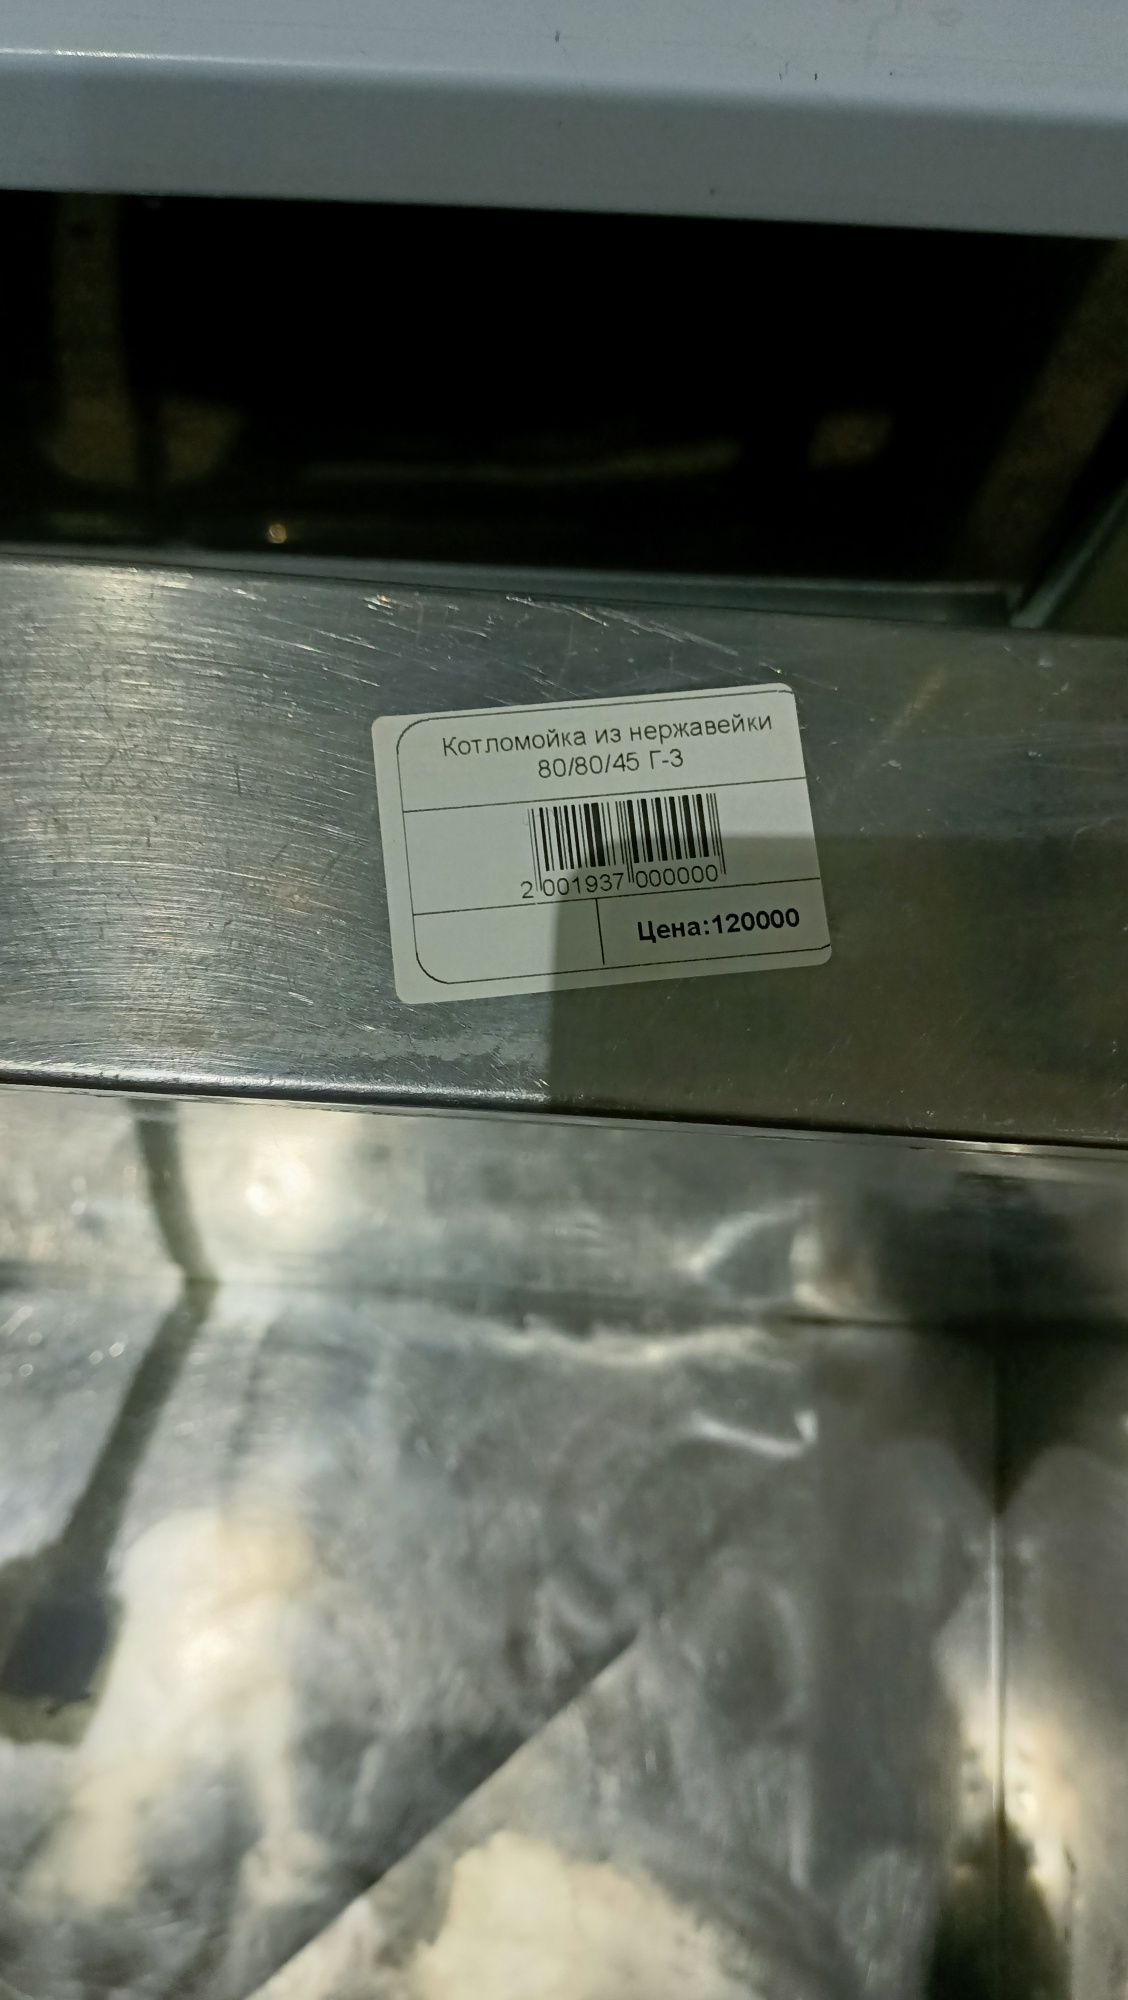 Котломойка из нержавейки
80/80/45 Г-3
2 001937 000000
Цена:120000